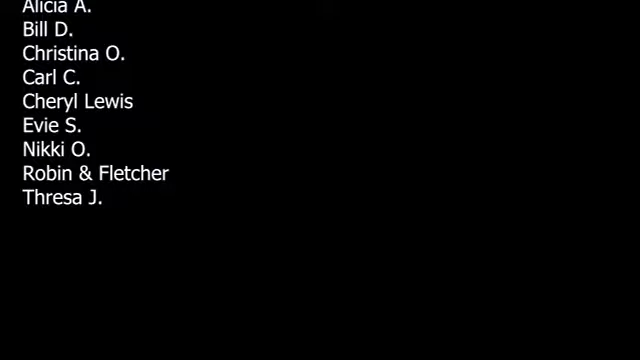 Alicia A.
Bill D.
Christina O.
Carl C.
Cheryl Lewis
Evie S.
Nikki O.
Robin & Fletcher
Thresa J.